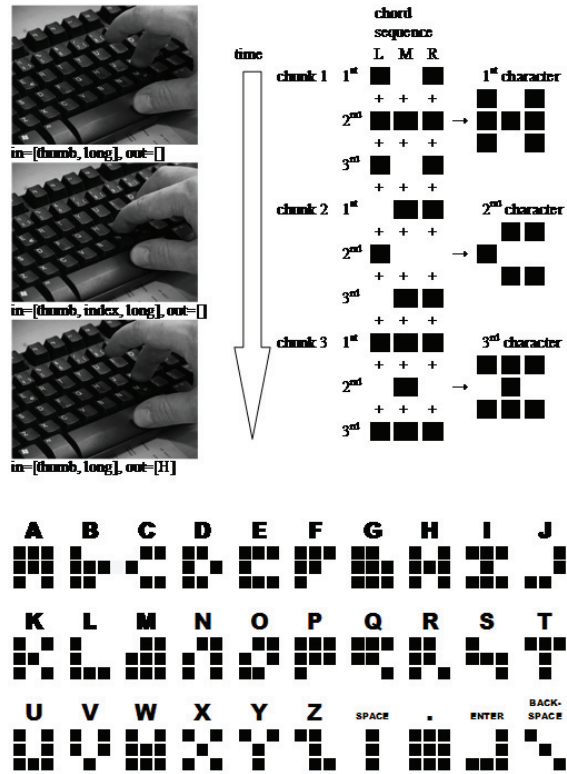 in=[thumb, long], out=[]
in=[thumb, index, long], out=[]
in=[thumb, long], out=[H]
time
chord
sequence
L M R
chunk 1 1st
+ + +
2nd
+ + +
3rd
+ + +
chunk 2 1st
+ + +
2nd
+ + +
3rd
+ + +
chunk 3 1st
+ + +
2nd
+ + +
3rd
1st character
2nd character
3rd character
A B C D E F G H I J
K L M N O P Q R S T
U V W X Y Z SPACE . ENTER BACK-
SPACE